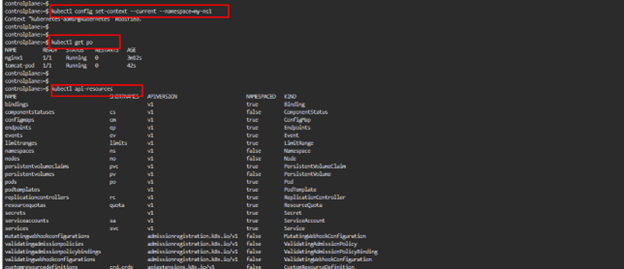 controlplane:~$
controlplane:~$ kubectl config set-context --current --namespace=my-ns1
Context "kubernetes-admin@kubernetes" modified.
controlplane:~$
controlplane:~$
controlplane:~$ kubectl get po
NAME READY STATUS RESTARTS AGE
nginx1 1/1 Running 0 3m12s
tomcat-pod 1/1 Running 0 42s
controlplane:~$
controlplane:~$
controlplane:~$ kubectl api-resources
NAME SHORTNAMES APIVERSION NAMESPACED KIND
bindings v1 true Binding
componentstatuses cs v1 false ComponentStatus
configmaps cm v1 true ConfigMap
endpoints ep v1 true Endpoints
events ev v1 true Event
limitranges limits v1 true LimitRange
namespaces ns v1 false Namespace
nodes no v1 false Node
persistentvolumeclaims pvc v1 true PersistentVolumeClaim
persistentvolumes pv v1 false PersistentVolume
pods po v1 true Pod
podtemplates v1 true PodTemplate
replicationcontrollers rc v1 true ReplicationController
resourcequotas quota v1 true ResourceQuota
secrets v1 true Secret
serviceaccounts sa v1 true ServiceAccount
services svc v1 true Service
mutatingwebhookconfigurations admissionregistration.k8s.io/v1 false MutatingWebhookConfiguration
validatingadmissionpolicies admissionregistration.k8s.io/v1 false ValidatingAdmissionPolicy
validatingadmissionpolicybindings admissionregistration.k8s.io/v1 false ValidatingAdmissionPolicyBinding
validatingwebhookconfigurations admissionregistration.k8s.io/v1 false ValidatingWebhookConfiguration
customresourcedefinitions crd,crds apiextensions.k8s.io/v1 false CustomResourceDefinition